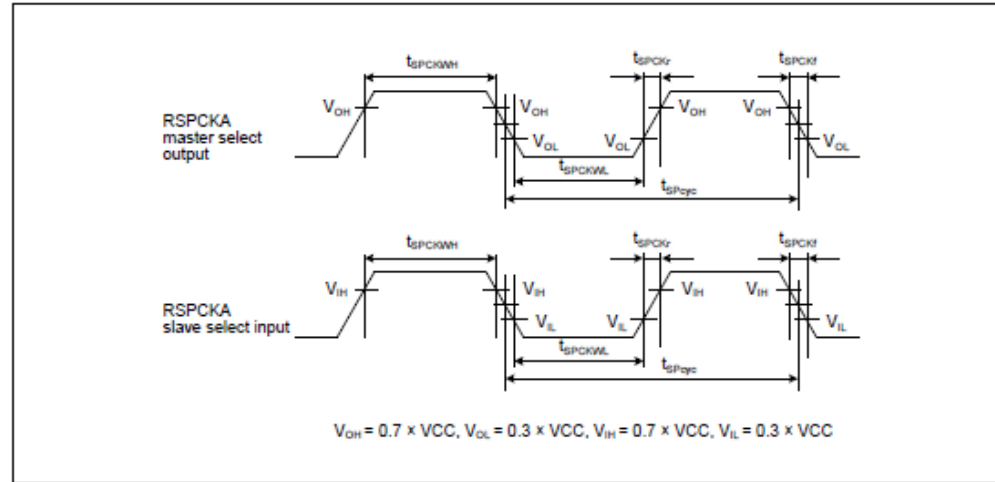 tSPCKWH
tSPCKr
tSPCKf
VOH
VOH
VOH
VOH
RSPCKA
master select
output
VOL
VOL
VOL
tSPCKWL
tSPcyc
tSPCKWH
tSPCKr
tSPCKf
VIH
VIH
VIH
VIH
RSPCKA
slave select input
VIL
VIL
VIL
tSPCKWL
tSPcyc
VOH = 0.7 × VCC, VOL = 0.3 × VCC, VIH = 0.7 × VCC, VIL = 0.3 × VCC